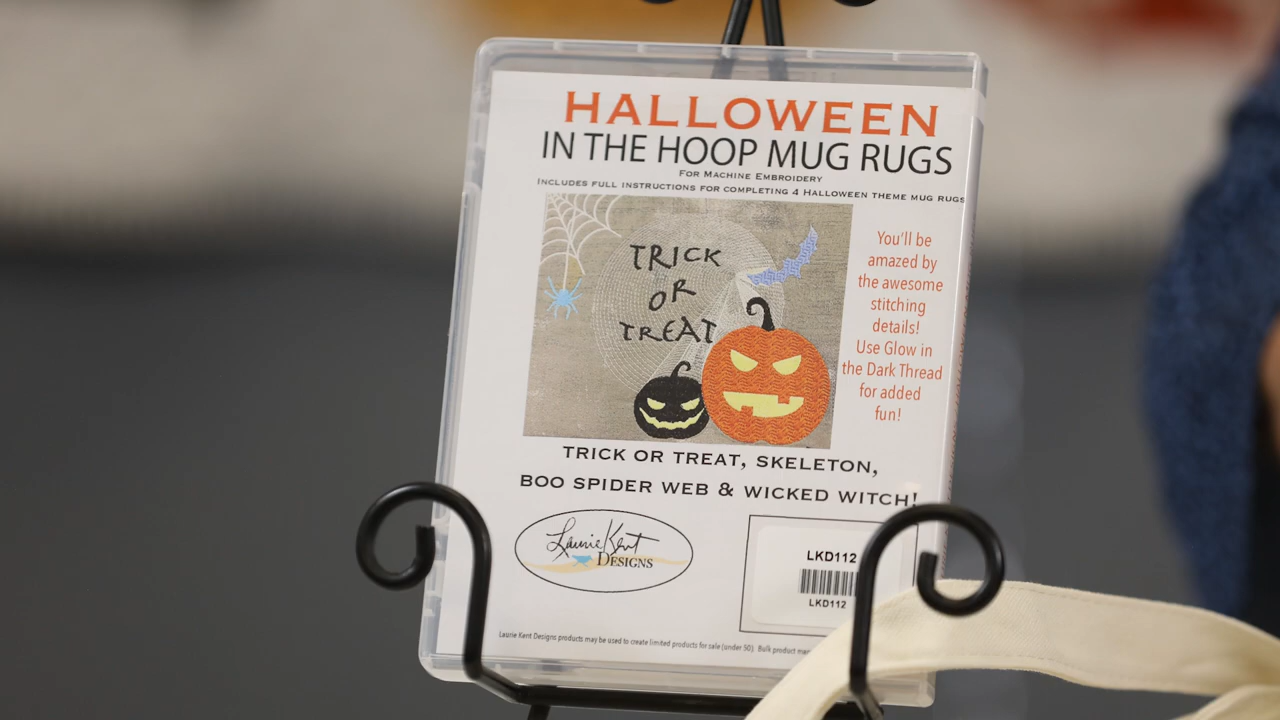 HALLOWEEN
IN THE HOOP MUG RUGS
FOR MACHINE EMBROIDERY
INCLUDES FULL INSTRUCTIONS FOR COMPLETING 4 HALLOWEEN THEME MUG RUGS
TRICK
OR
TREAT
You'll be
amazed by
the awesome
stitching
details!
Use Glow in
the Dark Thread
for added
fun!
TRICK OR TREAT, SKELETON,
BOO SPIDER WEB & WICKED WITCH!
Laurie Kent
DESIGNS
LKD112
LKD112
Laurie Kent Designs products may be used to create limited products for sale (under 50). Bulk product